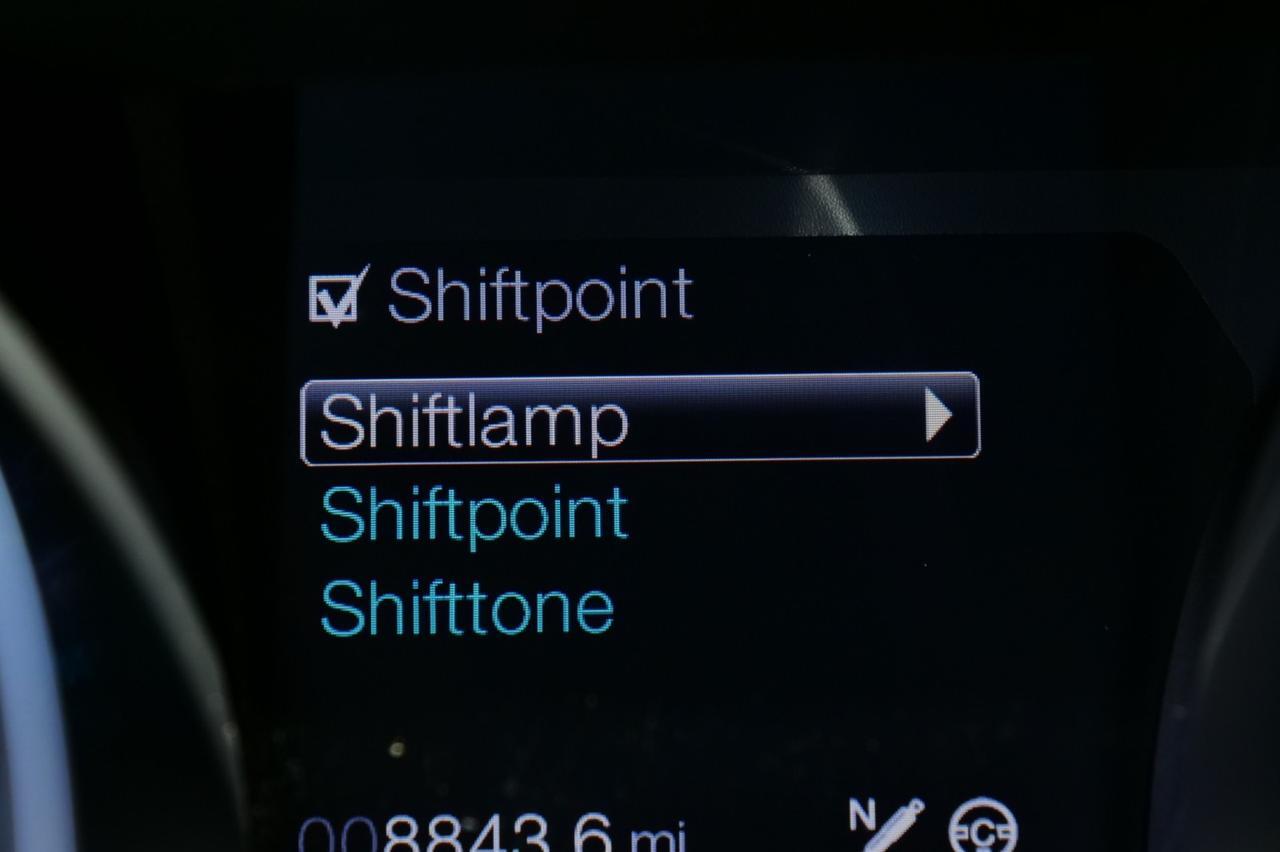 Shiftpoint
Shiftlamp
Shiftpoint
Shifttone
008843.6 mi N C